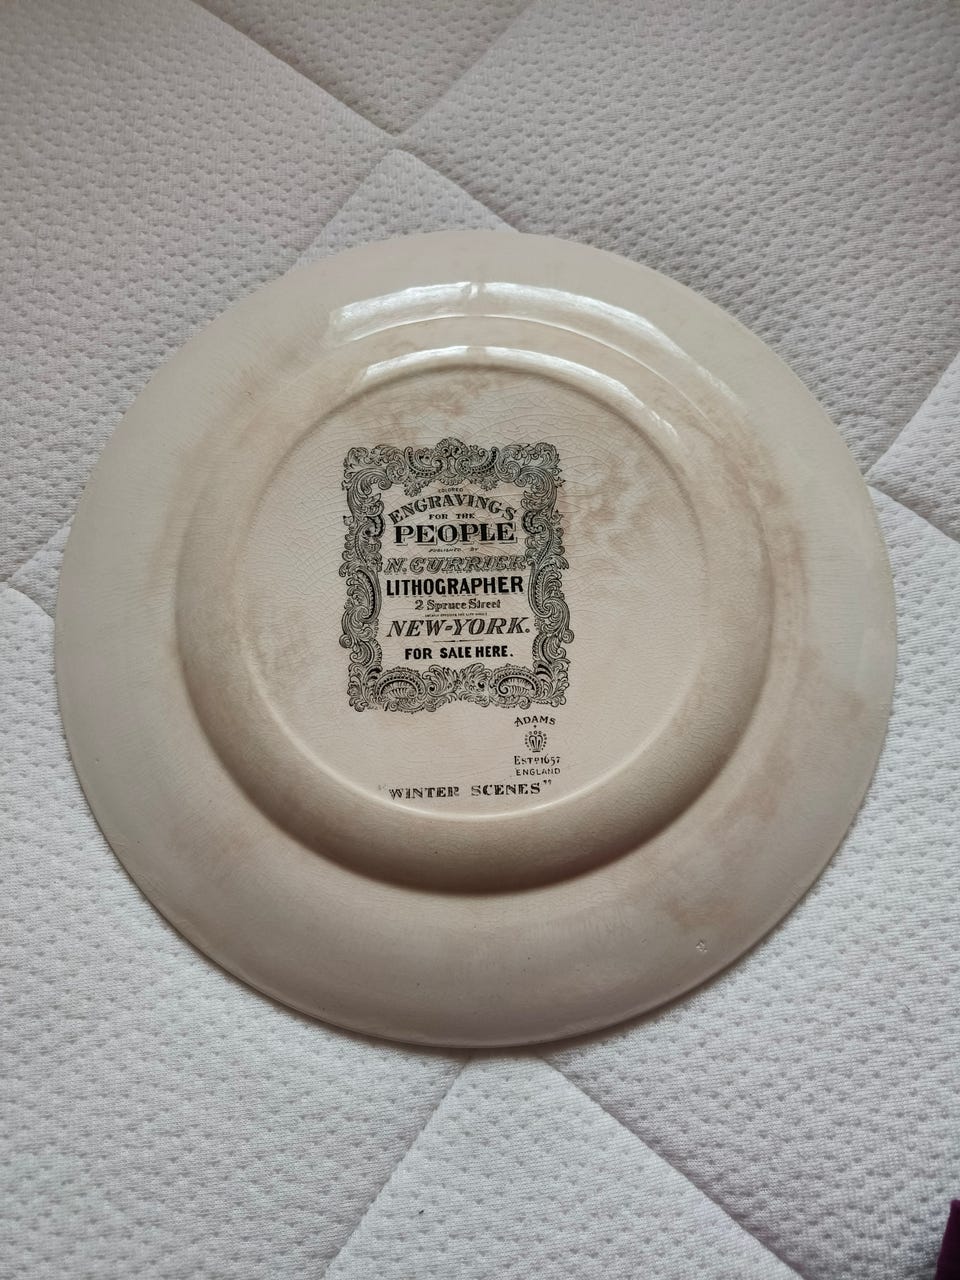 COLORED
ENGRAVINGS
FOR THE
PEOPLE
PUBLISHED BY
N. CURRIER
LITHOGRAPHER
2 Spruce Street
NEW-YORK.
FOR SALE HERE.
ADAMS
ESTD 1657
ENGLAND
"WINTER SCENES"